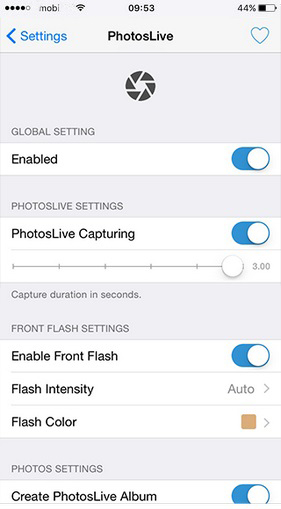 mobi 09:53 44%
Settings PhotosLive
GLOBAL SETTING
Enabled
PHOTOSLIVE SETTINGS
PhotosLive Capturing
3.00
Capture duration in seconds.
FRONT FLASH SETTINGS
Enable Front Flash
Flash Intensity Auto
Flash Color
PHOTOS SETTINGS
Create PhotosLive Album